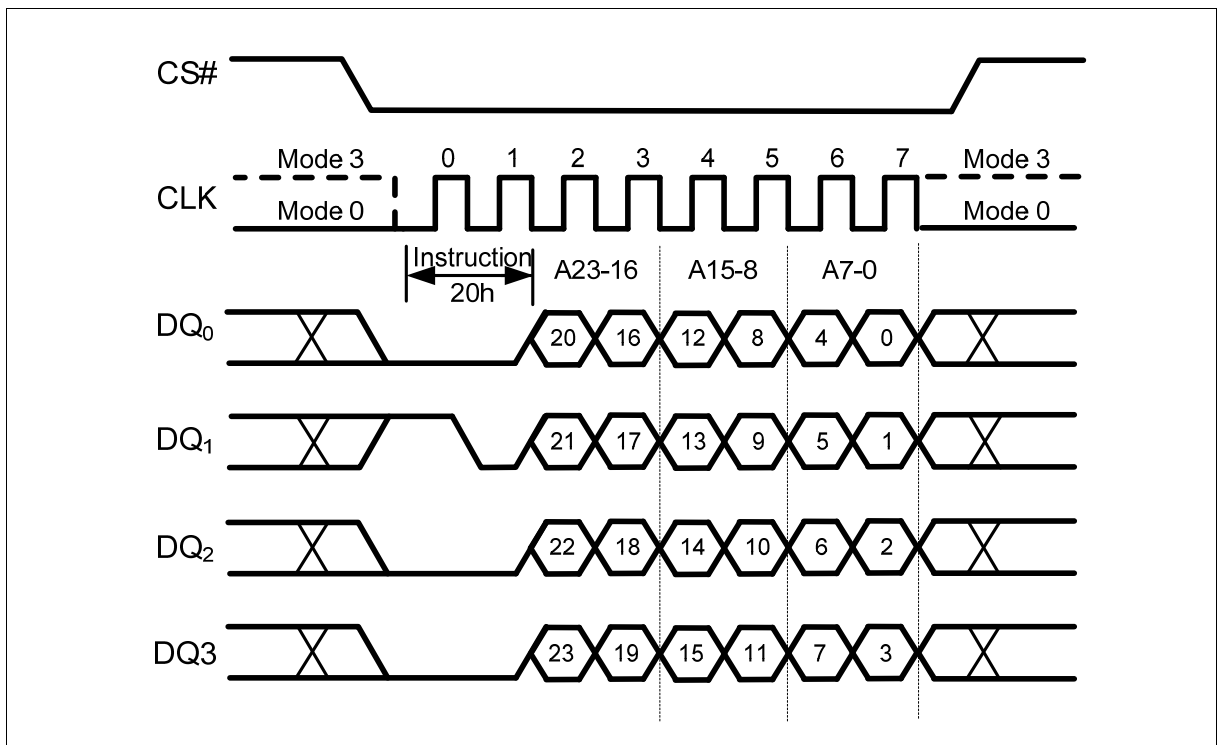 CS#
Mode 3 0 1 2 3 4 5 6 7 Mode 3
CLK
Mode 0 Mode 0
Instruction A23-16 A15-8 A7-0
20h
DQ0 20 16 12 8 4 0
DQ1 21 17 13 9 5 1
DQ2 22 18 14 10 6 2
DQ3 23 19 15 11 7 3